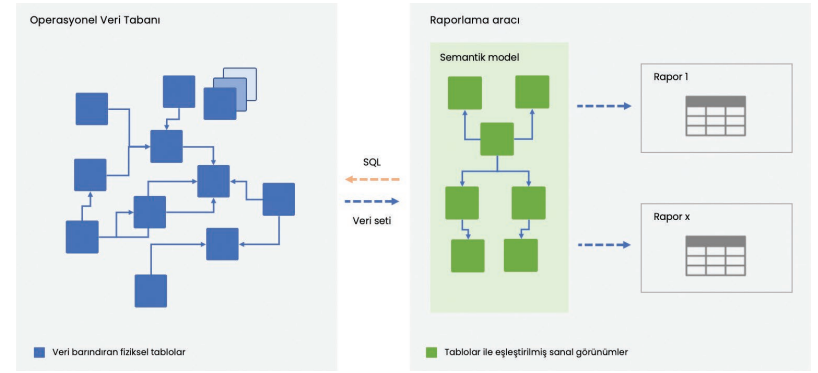 Operasyonel Veri Tabanı
Raporlama aracı
Semantik model
Rapor 1
SQL
Veri seti
Rapor x
Veri barındıran fiziksel tablolar
Tablolar ile eşleştirilmiş sanal görünümler